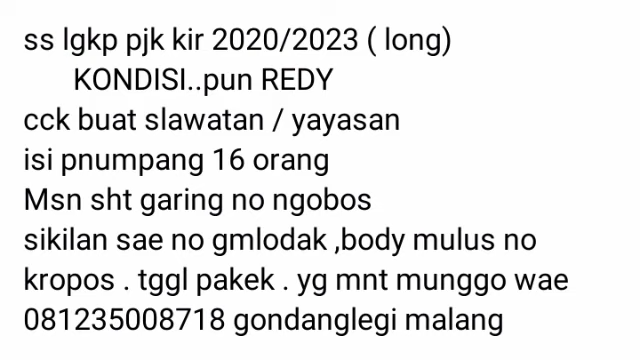 ss lgkp pjk kir 2020/2023 ( long)
KONDISI..pun REDY
cck buat slawatan / yayasan
isi pnumpang 16 orang
Msn sht garing no ngobos
sikilan sae no gmlodak ,body mulus no
kropos . tggl pakek . yg mnt munggo wae
081235008718 gondanglegi malang